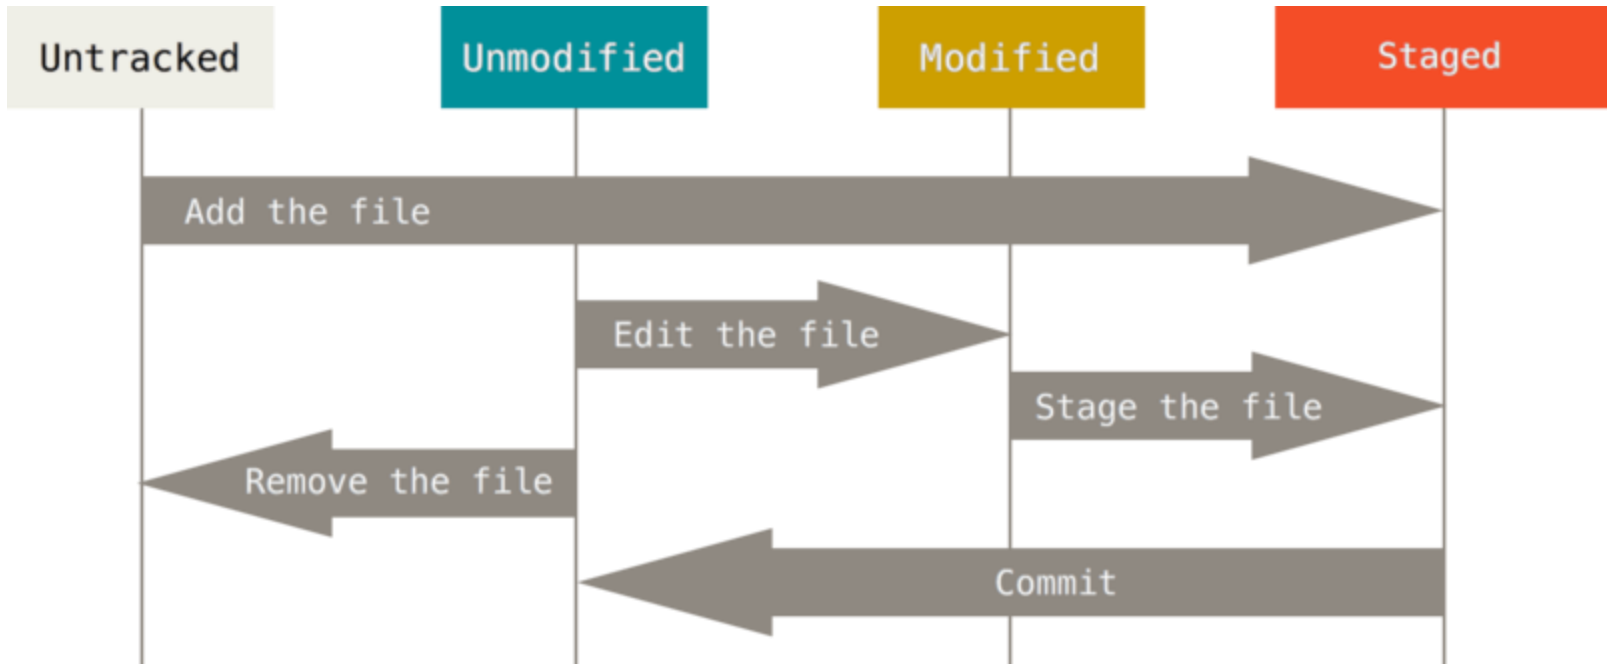 Untracked
Unmodified
Modified
Staged
Add the file
Edit the file
Stage the file
Remove the file
Commit